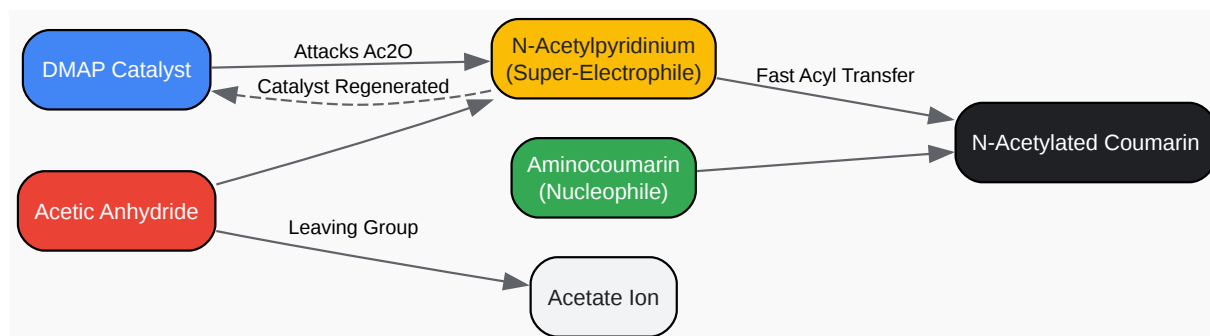 DMAP Catalyst
Attacks Ac2O
Catalyst Regenerated
N-Acetylpyridinium
(Super-Electrophile)
Fast Acyl Transfer
N-Acetylated Coumarin
Aminocoumarin
(Nucleophile)
Acetic Anhydride
Leaving Group
Acetate Ion